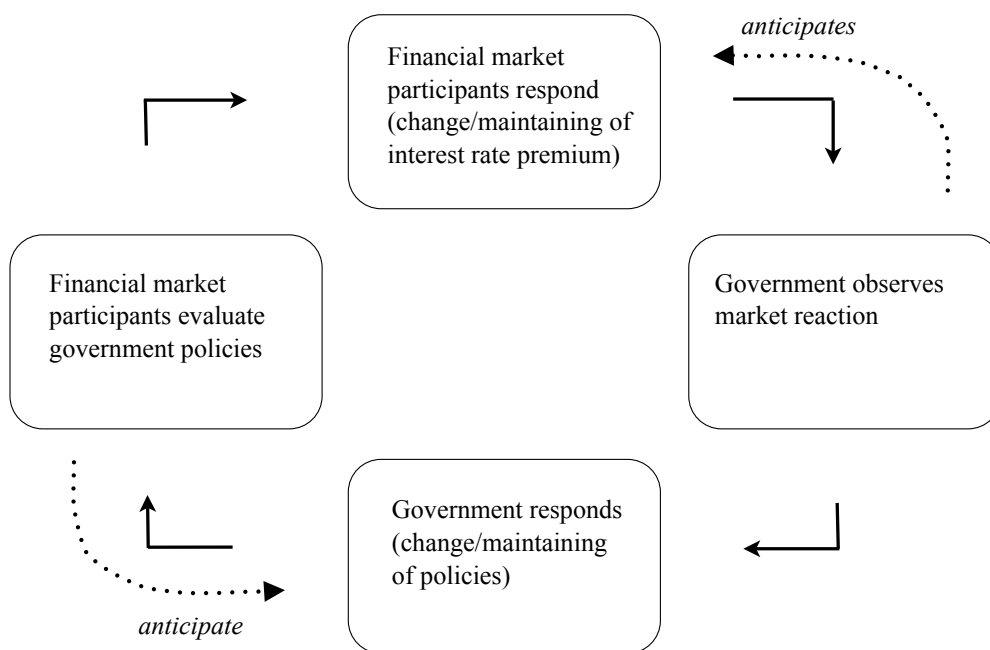 anticipates
Financial market
participants respond
(change/maintaining of
interest rate premium)
Financial market
participants evaluate
government policies
Government observes
market reaction
Government responds
(change/maintaining
of policies)
anticipate